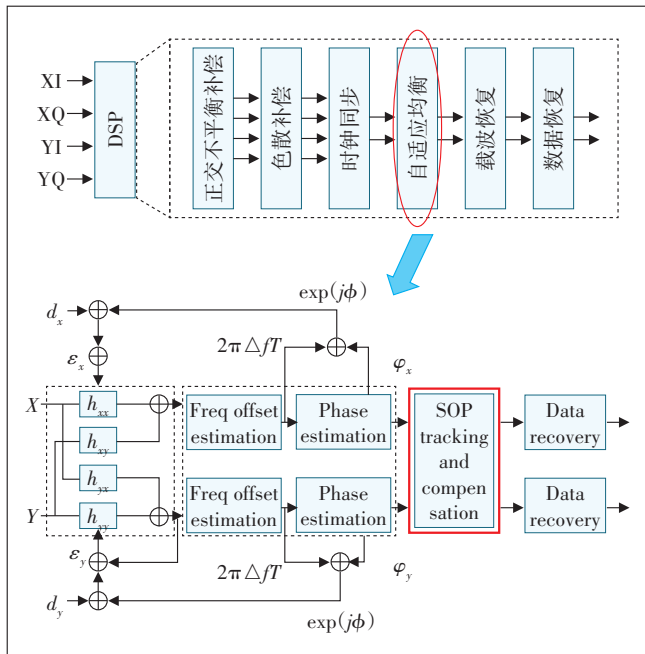 XI
XQ
YI
YQ
DSP
正交不平衡补偿
色散补偿
时钟同步
自适应均衡
载波恢复
数据恢复
exp(jϕ)
d_x
2π△fT
ε_x
φ_x
X
h_xx
h_xy
h_yx
h_yy
Y
Freq offset
estimation
Phase
estimation
SOP
tracking
and
compen
sation
Data
recovery
Freq offset
estimation
Phase
estimation
Data
recovery
ε_y
2π△fT
φ_y
d_y
exp(jϕ)